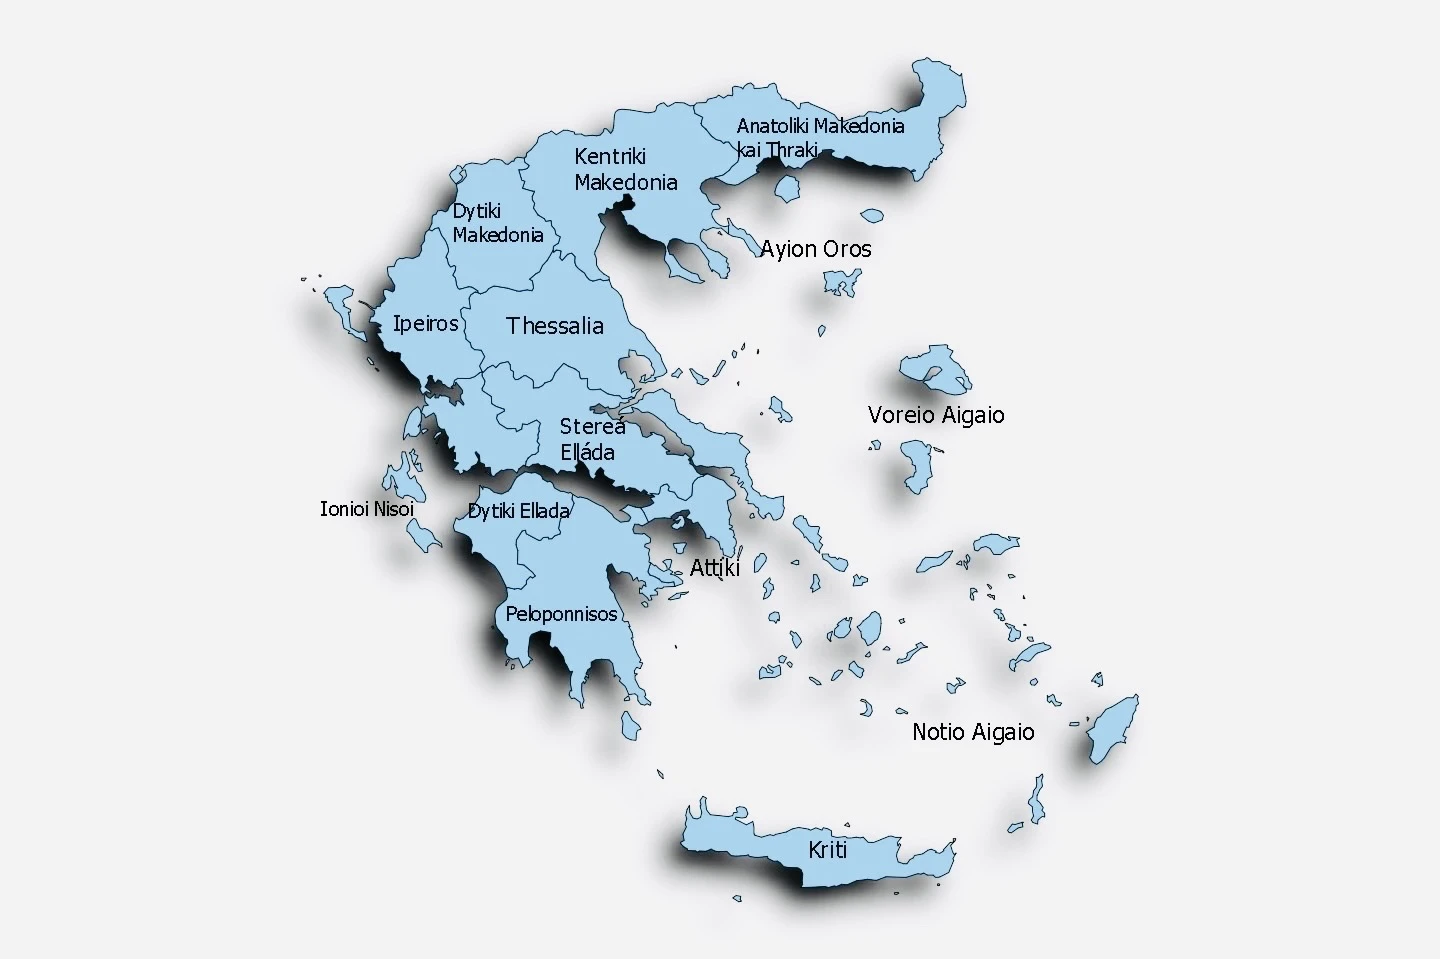 Anatoliki Makedonia
kai Thraki
Kentriki
Makedonia
Dytiki
Makedonia
Ayion Oros
Ipeiros
Thessalia
Voreio Aigaio
Stereá
Elláda
Ionioi Nisoi
Dytiki Ellada
Attiki
Peloponnisos
Notio Aigaio
Kriti